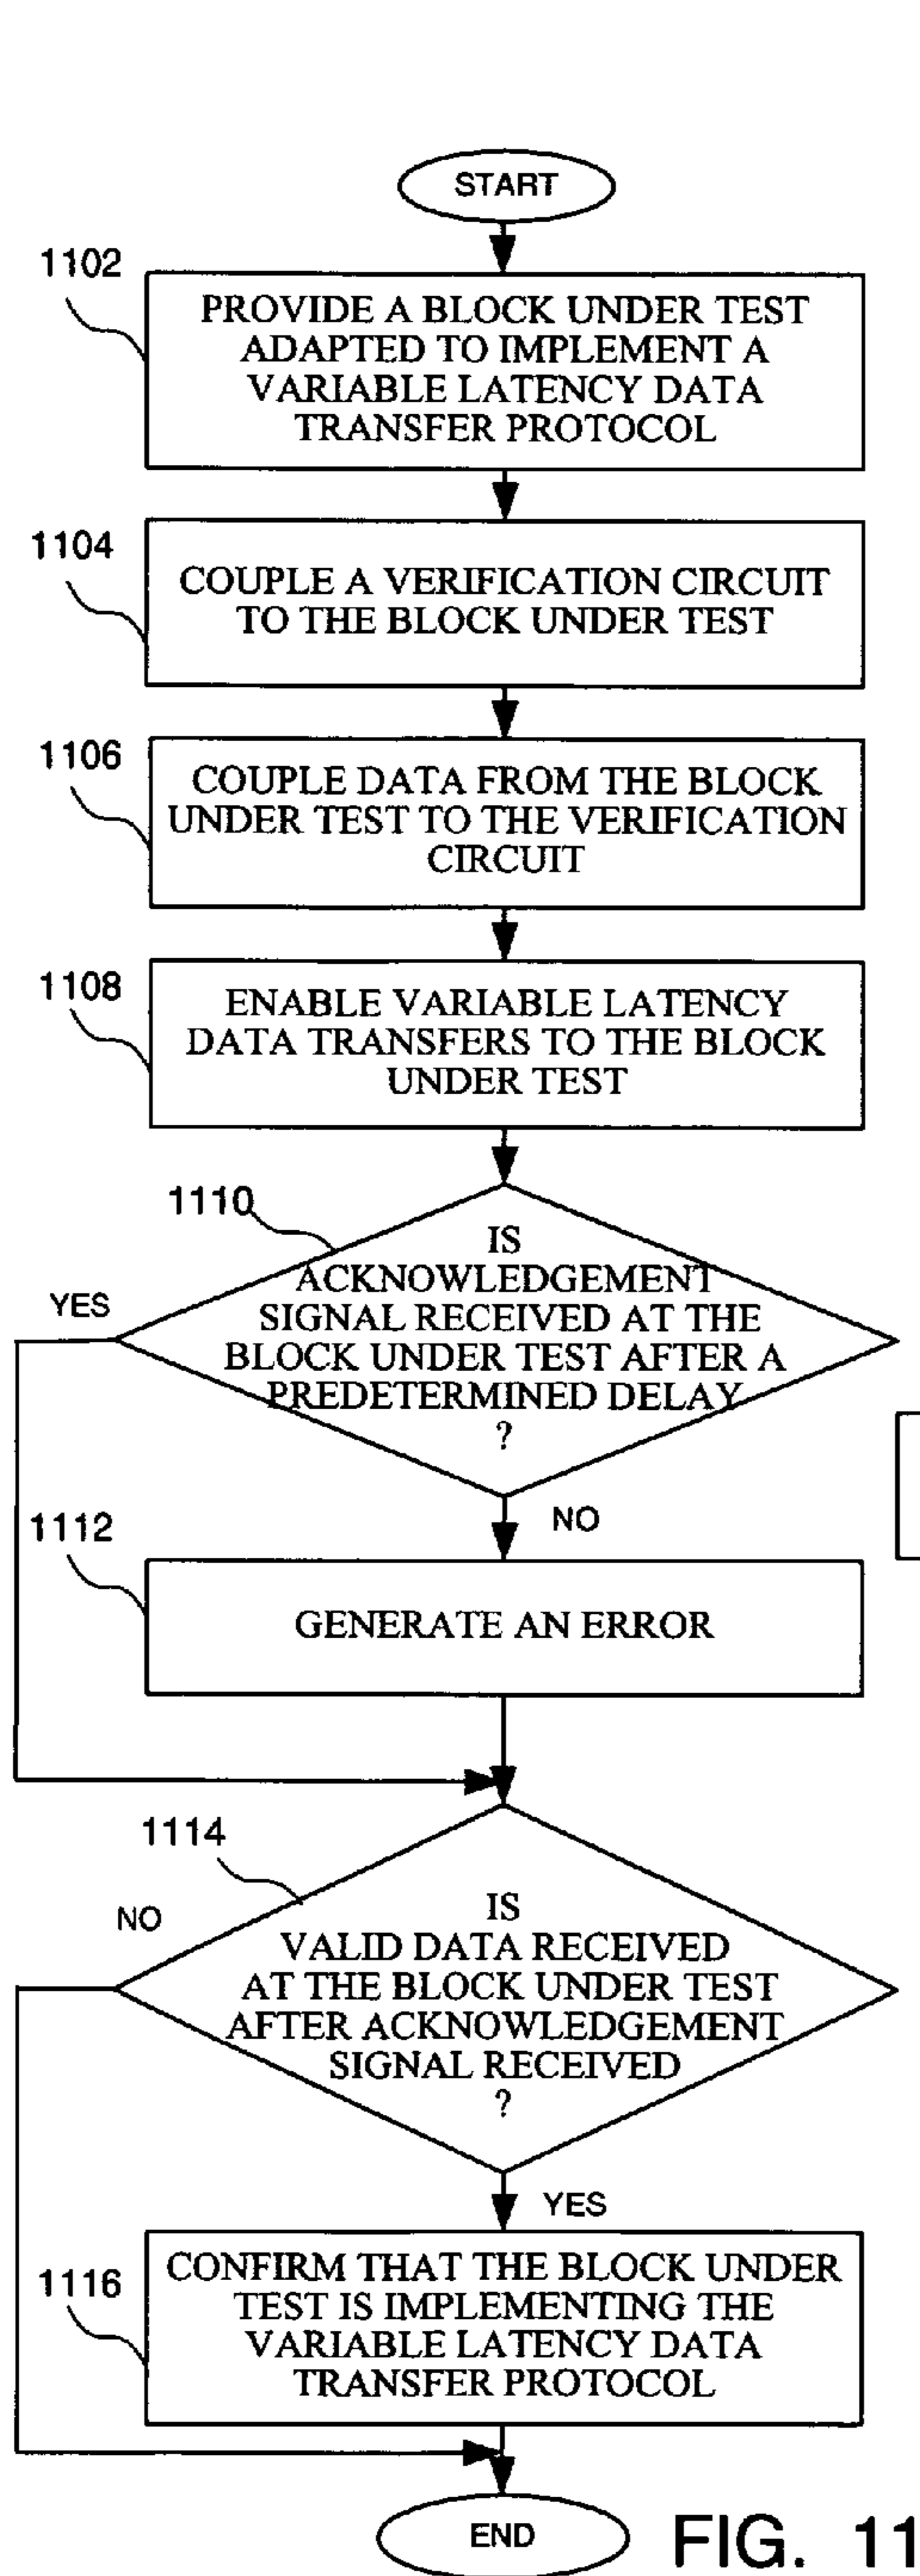 START
1102
PROVIDE A BLOCK UNDER TEST
ADAPTED TO IMPLEMENT A
VARIABLE LATENCY DATA
TRANSFER PROTOCOL
1104
COUPLE A VERIFICATION CIRCUIT
TO THE BLOCK UNDER TEST
1106
COUPLE DATA FROM THE BLOCK
UNDER TEST TO THE VERIFICATION
CIRCUIT
1108
ENABLE VARIABLE LATENCY
DATA TRANSFERS TO THE BLOCK
UNDER TEST
1110
IS
ACKNOWLEDGEMENT
SIGNAL RECEIVED AT THE
BLOCK UNDER TEST AFTER A
PREDETERMINED DELAY
?
YES
NO
1112
GENERATE AN ERROR
1114
IS
VALID DATA RECEIVED
AT THE BLOCK UNDER TEST
AFTER ACKNOWLEDGEMENT
SIGNAL RECEIVED
?
NO
YES
1116
CONFIRM THAT THE BLOCK UNDER
TEST IS IMPLEMENTING THE
VARIABLE LATENCY DATA
TRANSFER PROTOCOL
END
FIG. 11